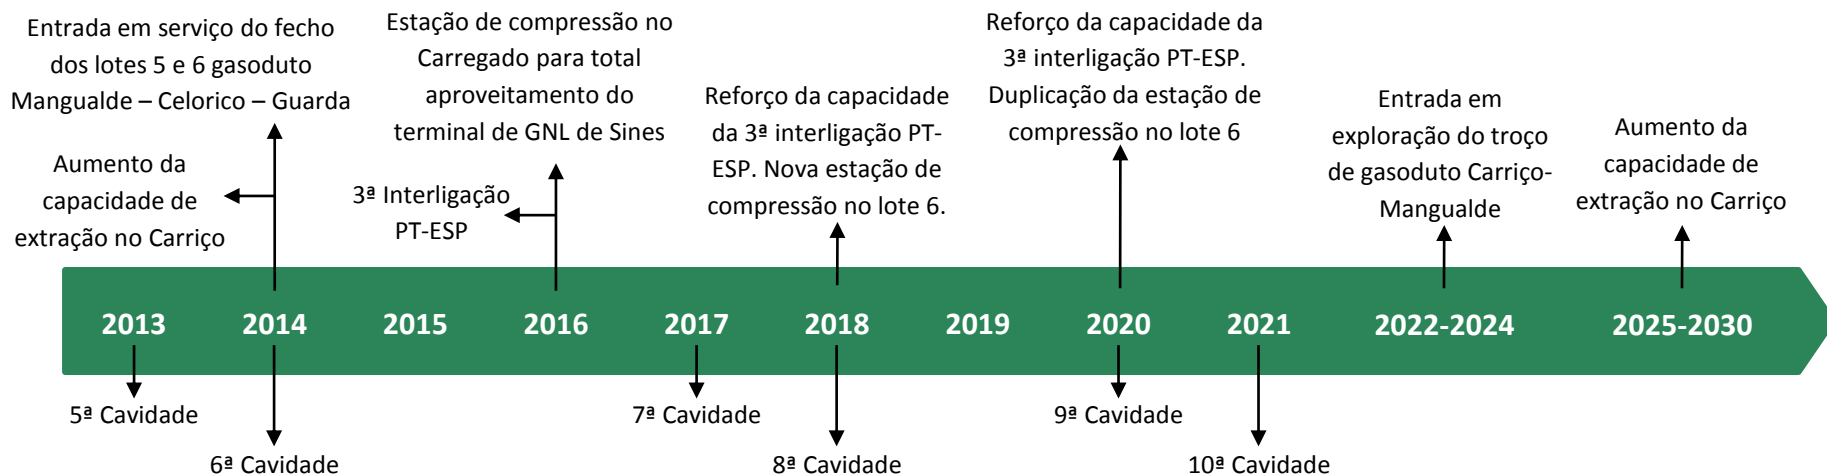 Entrada em serviço do fecho
dos lotes 5 e 6 gasoduto
Mangualde – Celorico – Guarda
Aumento da
capacidade de
extração no Carriço
Estação de compressão no
Carregado para total
aproveitamento do
terminal de GNL de Sines
3ª Interligação
PT-ESP
Reforço da capacidade
da 3ª interligação PT-
ESP. Nova estação de
compressão no lote 6.
Reforço da capacidade da
3ª interligação PT-ESP.
Duplicação da estação de
compressão no lote 6
Entrada em
exploração do troço
de gasoduto Carriço-
Mangualde
Aumento da
capacidade de
extração no Carriço
2013
2014
2015
2016
2017
2018
2019
2020
2021
2022-2024
2025-2030
5ª Cavidade
6ª Cavidade
7ª Cavidade
8ª Cavidade
9ª Cavidade
10ª Cavidade